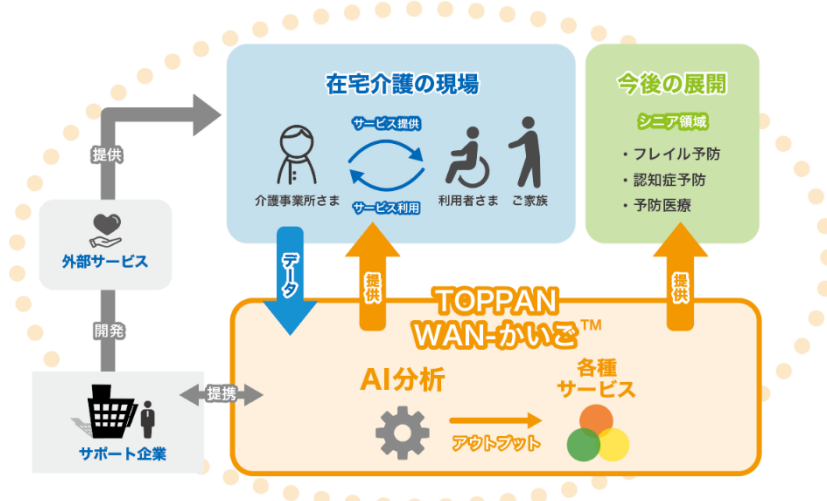 在宅介護の現場
サービス提供
介護事業所さま
サービス利用
利用者さま
ご家族
今後の展開
シニア領域
・フレイル予防
・認知症予防
・予防医療
提供
外部サービス
開発
サポート企業
提携
データ
提供
提供
TOPPAN
WAN-かいご™
AI分析
アウトプット
各種
サービス